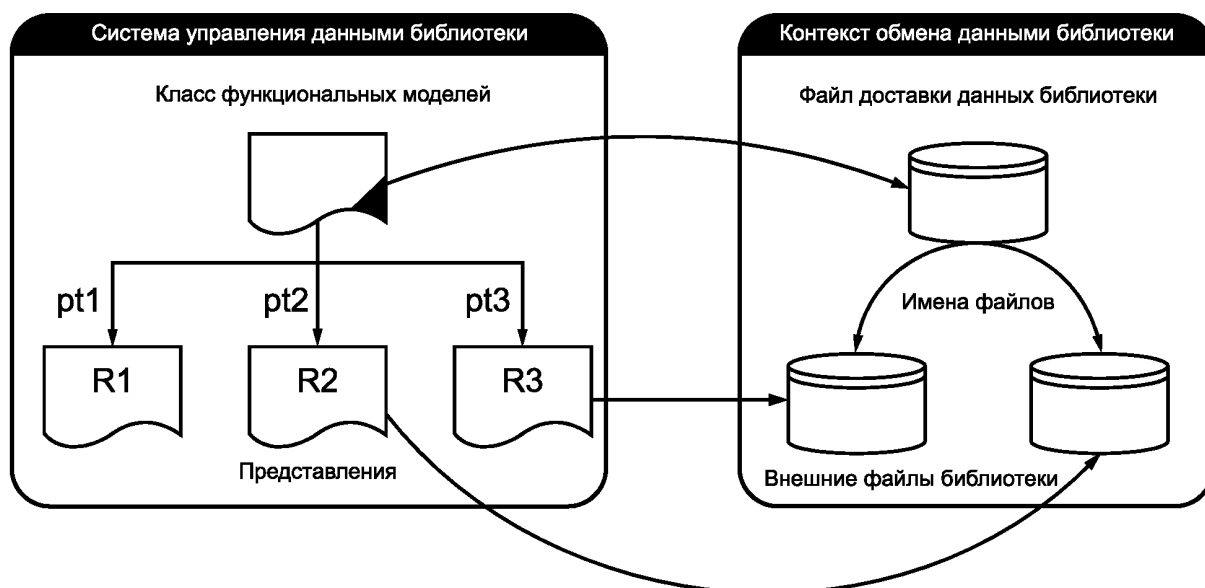 Система управления данными библиотеки
Контекст обмена данными библиотеки
Класс функциональных моделей
Файл доставки данных библиотеки
pt1
pt2
pt3
Имена файлов
R1
R2
R3
Представления
Внешние файлы библиотеки